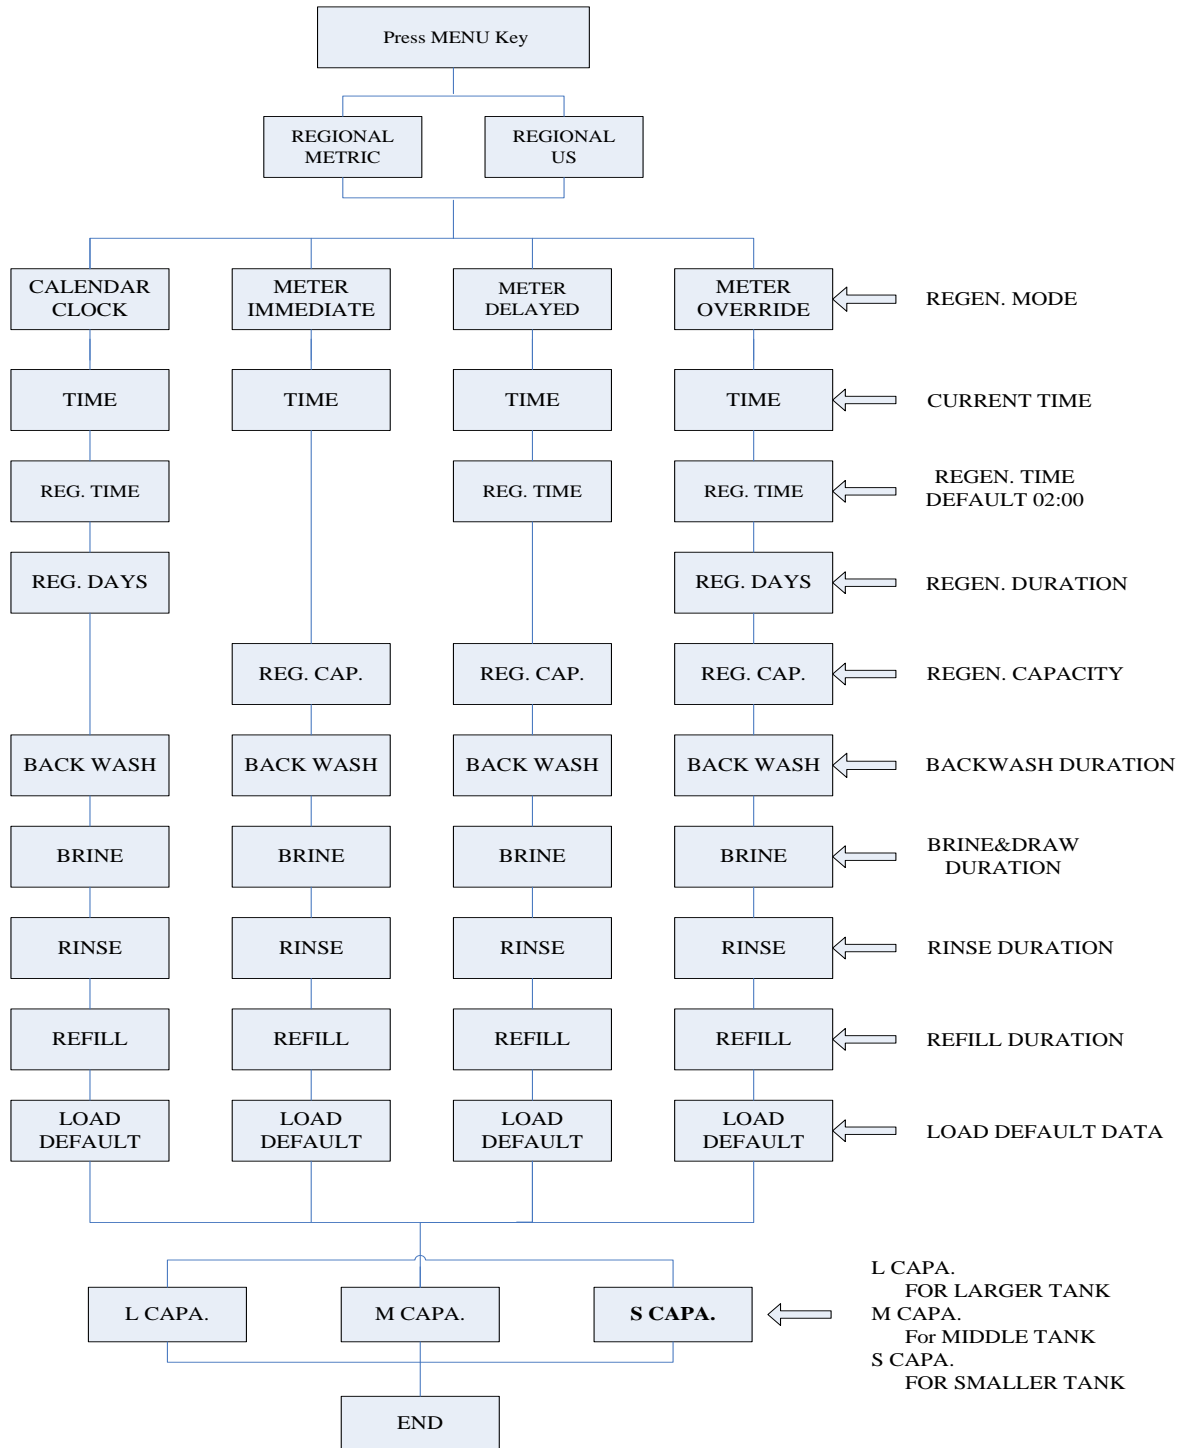 Press MENU Key
REGIONAL
METRIC
REGIONAL
US
CALENDAR
CLOCK
METER
IMMEDIATE
METER
DELAYED
METER
OVERRIDE
REGEN. MODE
TIME
TIME
TIME
TIME
CURRENT TIME
REG. TIME
REG. TIME
REG. TIME
REGEN. TIME
DEFAULT 02:00
REG. DAYS
REG. DAYS
REGEN. DURATION
REG. CAP.
REG. CAP.
REG. CAP.
REGEN. CAPACITY
BACK WASH
BACK WASH
BACK WASH
BACK WASH
BACKWASH DURATION
BRINE
BRINE
BRINE
BRINE
BRINE&DRAW
DURATION
RINSE
RINSE
RINSE
RINSE
RINSE DURATION
REFILL
REFILL
REFILL
REFILL
REFILL DURATION
LOAD
DEFAULT
LOAD
DEFAULT
LOAD
DEFAULT
LOAD
DEFAULT
LOAD DEFAULT DATA
L CAPA.
M CAPA.
S CAPA.
L CAPA.
FOR LARGER TANK
M CAPA.
For MIDDLE TANK
S CAPA.
FOR SMALLER TANK
END